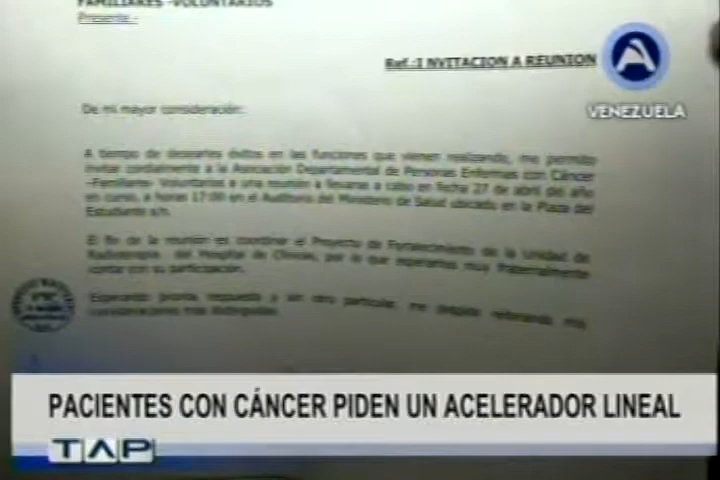 FAMILIARES -VOLUNTARIOS
Presente.-
Ref.:I NVITACION A REUNION
A
VENEZUELA
De mi mayor consideración:
A tiempo de desearles éxitos en las funciones que vienen realizando, me permito
invitar cordialmente a la Asociación Departamental de Personas Enfermas con Cáncer
-Familiares- Voluntarios a una reunión a llevarse a cabo en fecha 27 de abril del año
en curso, a horas 17:00 en el Auditorio del Ministerio de Salud ubicado en la Plaza del
Estudiante s/n.
El fin de la reunión es coordinar el Proyecto de Fortalecimiento de la Unidad de
Radioterapia del Hospital de Clínicas, por lo que esperamos muy fraternalmente
contar con su participación.
Esperando pronta respuesta y sin otro particular, me despido reiterando mis
consideraciones más distinguidas.
PACIENTES CON CÁNCER PIDEN UN ACELERADOR LINEAL
TAP